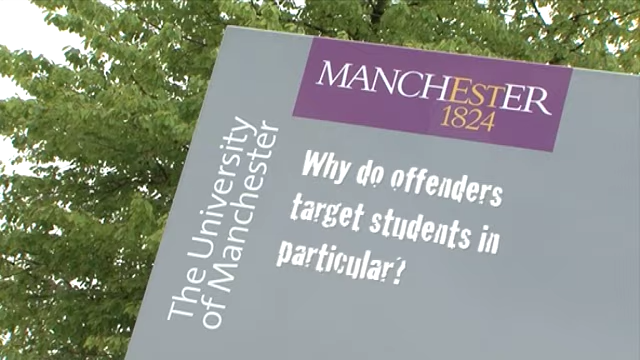 MANCHESTER
1824
The University
of Manchester
Why do offenders
target students in
particular?